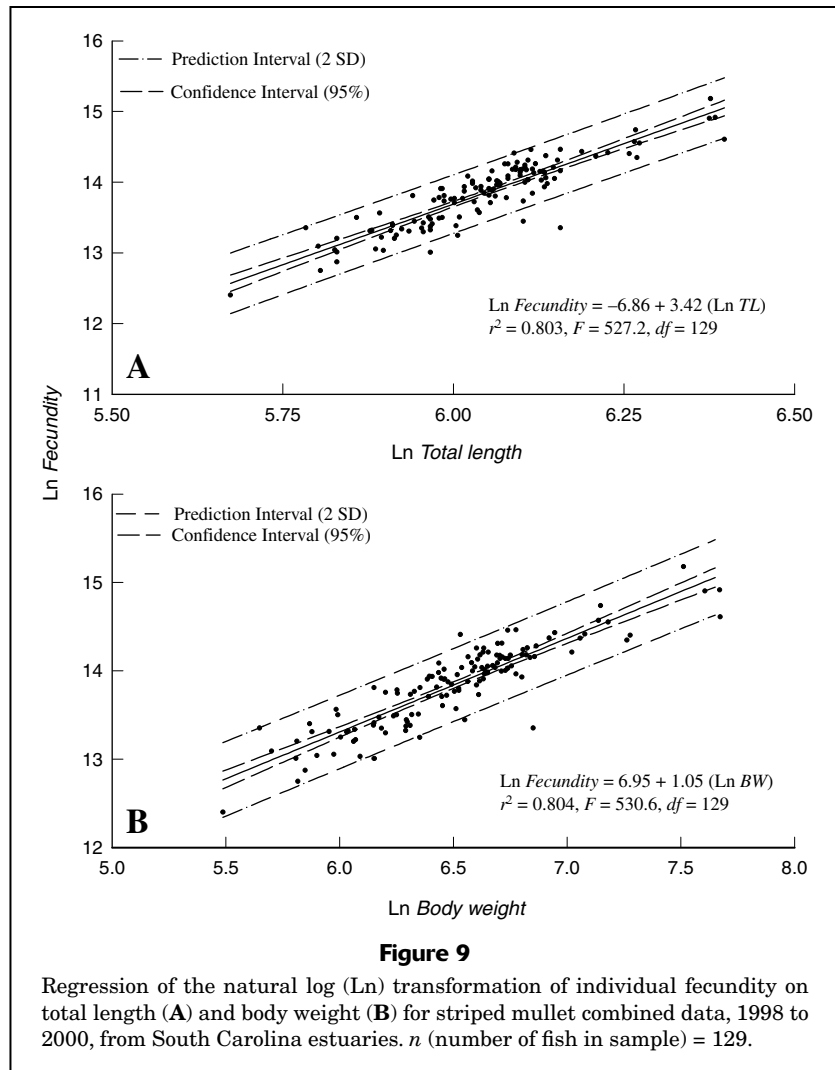 16
Prediction Interval (2 SD)
Confidence Interval (95%)
15
14
13
12
11
Ln Fecundity = –6.86 + 3.42 (Ln TL)
r² = 0.803, F = 527.2, df = 129
A
5.50 5.75 6.00 6.25 6.50
Ln Total length
Ln Fecundity
16
Prediction Interval (2 SD)
Confidence Interval (95%)
15
14
13
12
Ln Fecundity = 6.95 + 1.05 (Ln BW)
r² = 0.804, F = 530.6, df = 129
B
5.0 5.5 6.0 6.5 7.0 7.5 8.0
Ln Body weight
Figure 9
Regression of the natural log (Ln) transformation of individual fecundity on
total length (A) and body weight (B) for striped mullet combined data, 1998 to
2000, from South Carolina estuaries. n (number of fish in sample) = 129.